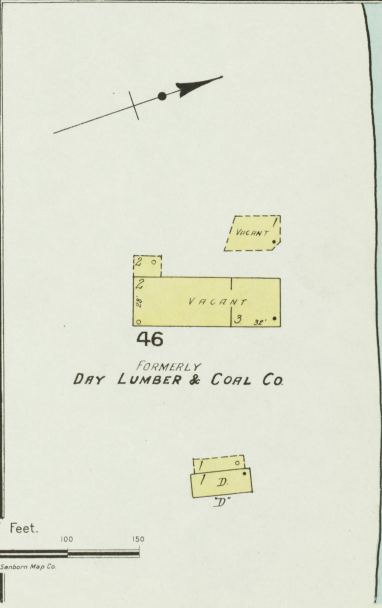 VACANT 1
2
2
28'
VACANT
3 32'
46
FORMERLY
DAY LUMBER & COAL CO.
1
1 D.
"D"
Feet.
100 150
Sanborn Map Co.